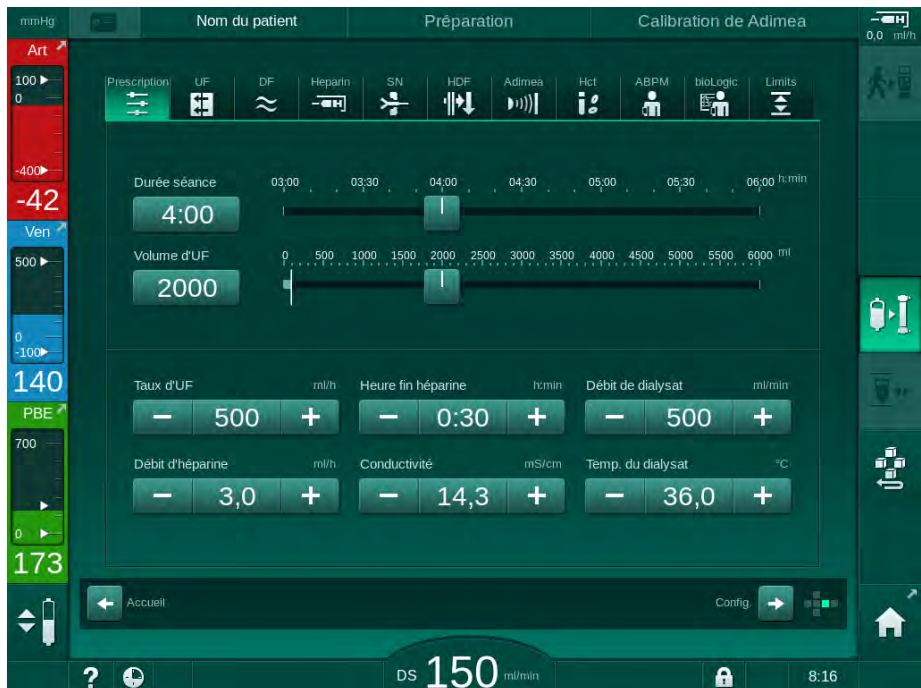 mmHg
Nom du patient
Préparation
Calibration de Adimea
0,0 ml/h
Art
100
0
-400
-42
Ven
500
0
-100
140
PBE
700
0
173
Prescription UF DF Heparin SN HDF Adimea Hct ABPM bioLogic Limits
Durée séance
03:00 03:30 04:00 04:30 05:00 05:30 06:00 h:min
4:00
Volume d'UF
0 500 1000 1500 2000 2500 3000 3500 4000 4500 5000 5500 6000 ml
2000
Taux d'UF ml/h Heure fin héparine h:min Débit de dialysat ml/min
− 500 + − 0:30 + − 500 +
Débit d'héparine ml/h Conductivité mS/cm Temp. du dialysat °C
− 3,0 + − 14,3 + − 36,0 +
Accueil
Config
? DS 150 ml/min 8:16